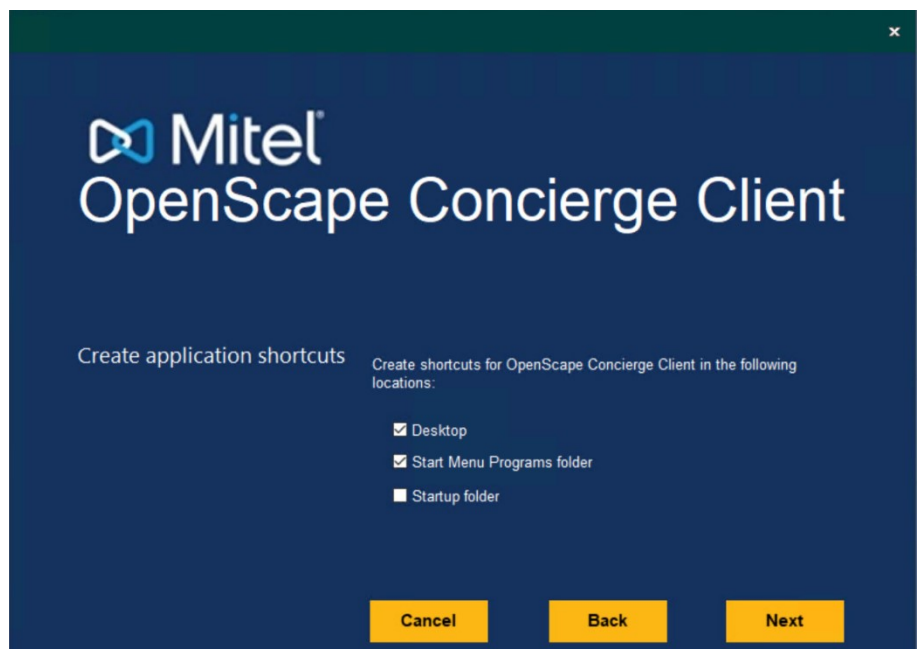 Mitel
OpenScape Concierge Client
Create application shortcuts
Create shortcuts for OpenScape Concierge Client in the following
locations:
Desktop
Start Menu Programs folder
Startup folder
Cancel Back Next